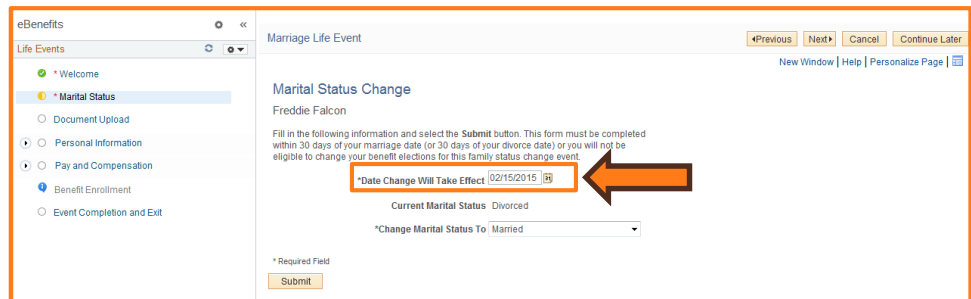 eBenefits
Life Events
* Welcome
* Marital Status
Document Upload
Personal Information
Pay and Compensation
Benefit Enrollment
Event Completion and Exit
Marriage Life Event
Previous Next Cancel Continue Later
New Window | Help | Personalize Page |
Marital Status Change
Freddie Falcon
Fill in the following information and select the Submit button. This form must be completed
within 30 days of your marriage date (or 30 days of your divorce date) or you will not be
eligible to change your benefit elections for this family status change event.
*Date Change Will Take Effect 02/15/2015
Current Marital Status Divorced
*Change Marital Status To Married
* Required Field
Submit